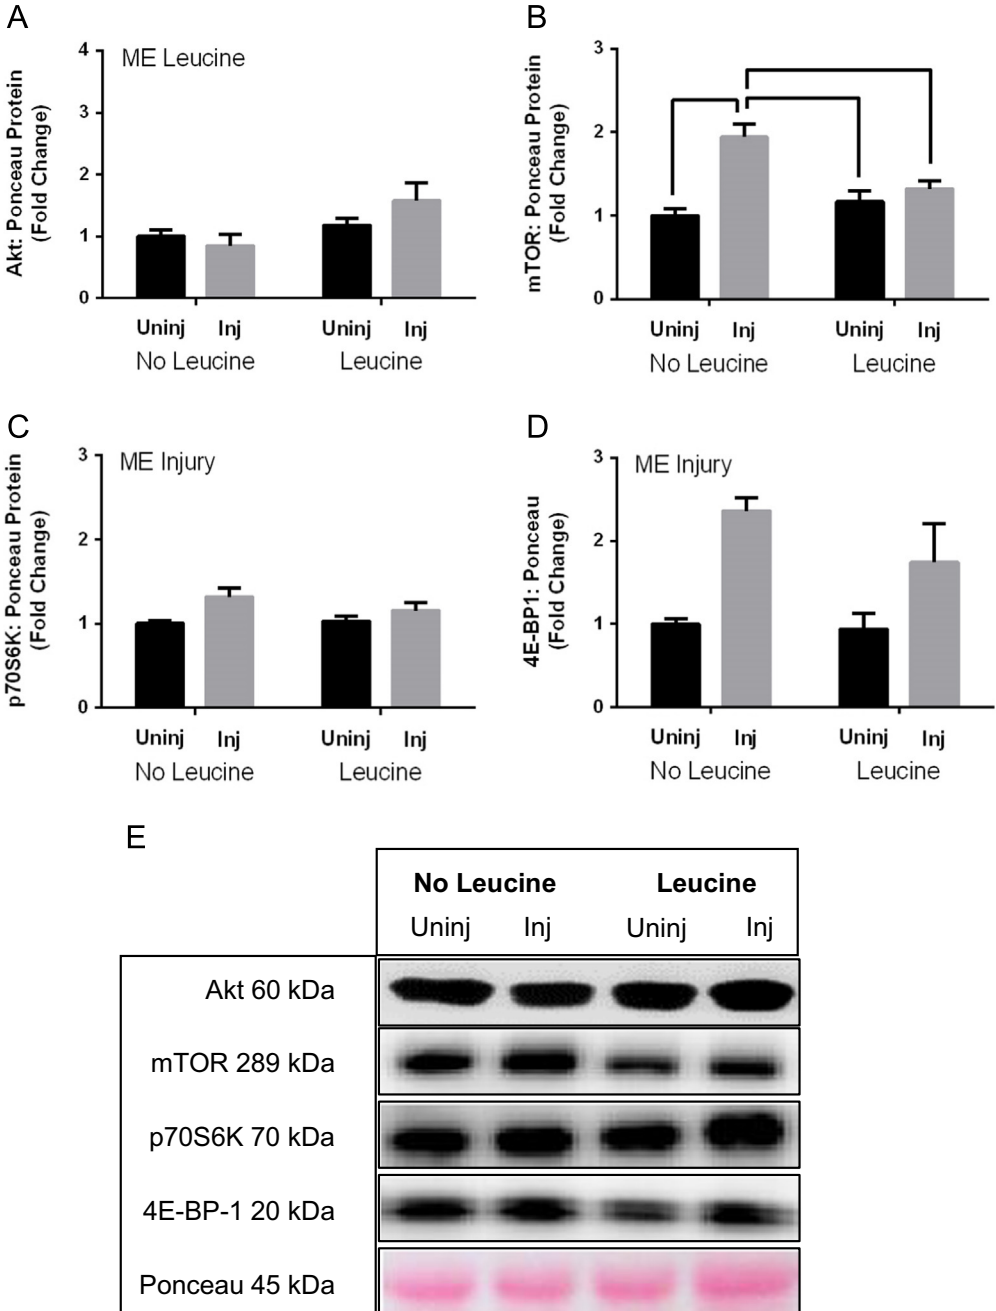 A
ME Leucine
Akt: Ponceau Protein
(Fold Change)
4
3
2
1
0
Uninj Inj Uninj Inj
No Leucine Leucine
B
mTOR: Ponceau Protein
(Fold Change)
3
2
1
0
Uninj Inj Uninj Inj
No Leucine Leucine
C
ME Injury
p70S6K: Ponceau Protein
(Fold Change)
3
2
1
0
Uninj Inj Uninj Inj
No Leucine Leucine
D
ME Injury
4E-BP1: Ponceau
(Fold Change)
3
2
1
0
Uninj Inj Uninj Inj
No Leucine Leucine
E
No Leucine Leucine
Uninj Inj Uninj Inj
Akt 60 kDa
mTOR 289 kDa
p70S6K 70 kDa
4E-BP-1 20 kDa
Ponceau 45 kDa